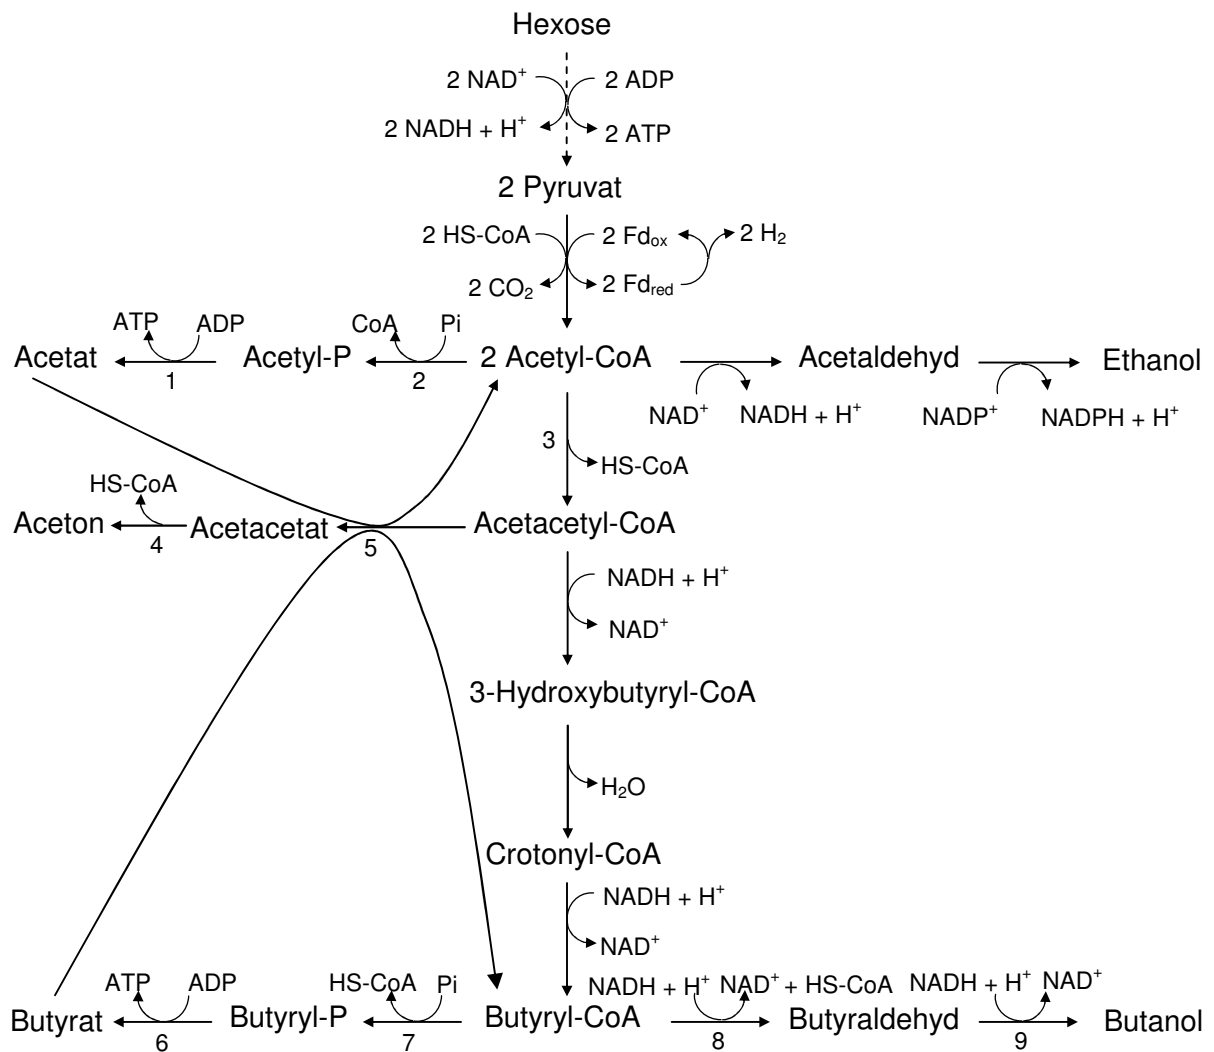 Hexose
2 NAD⁺ 2 ADP
2 NADH + H⁺ 2 ATP
2 Pyruvat
2 HS-CoA 2 Fdₒₓ 2 H₂
2 CO₂ 2 Fd_red
ATP ADP CoA Pi
Acetat Acetyl-P 2 Acetyl-CoA Acetaldehyd Ethanol
1 2
NAD⁺ NADH + H⁺ NADP⁺ NADPH + H⁺
3
HS-CoA
HS-CoA
Aceton Acetacetat Acetacetyl-CoA
4 5
NADH + H⁺
NAD⁺
3-Hydroxybutyryl-CoA
H₂O
Crotonyl-CoA
NADH + H⁺
NAD⁺
ATP ADP HS-CoA Pi NADH + H⁺ NAD⁺ + HS-CoA NADH + H⁺ NAD⁺
Butyrat Butyryl-P Butyryl-CoA Butyraldehyd Butanol
6 7 8 9